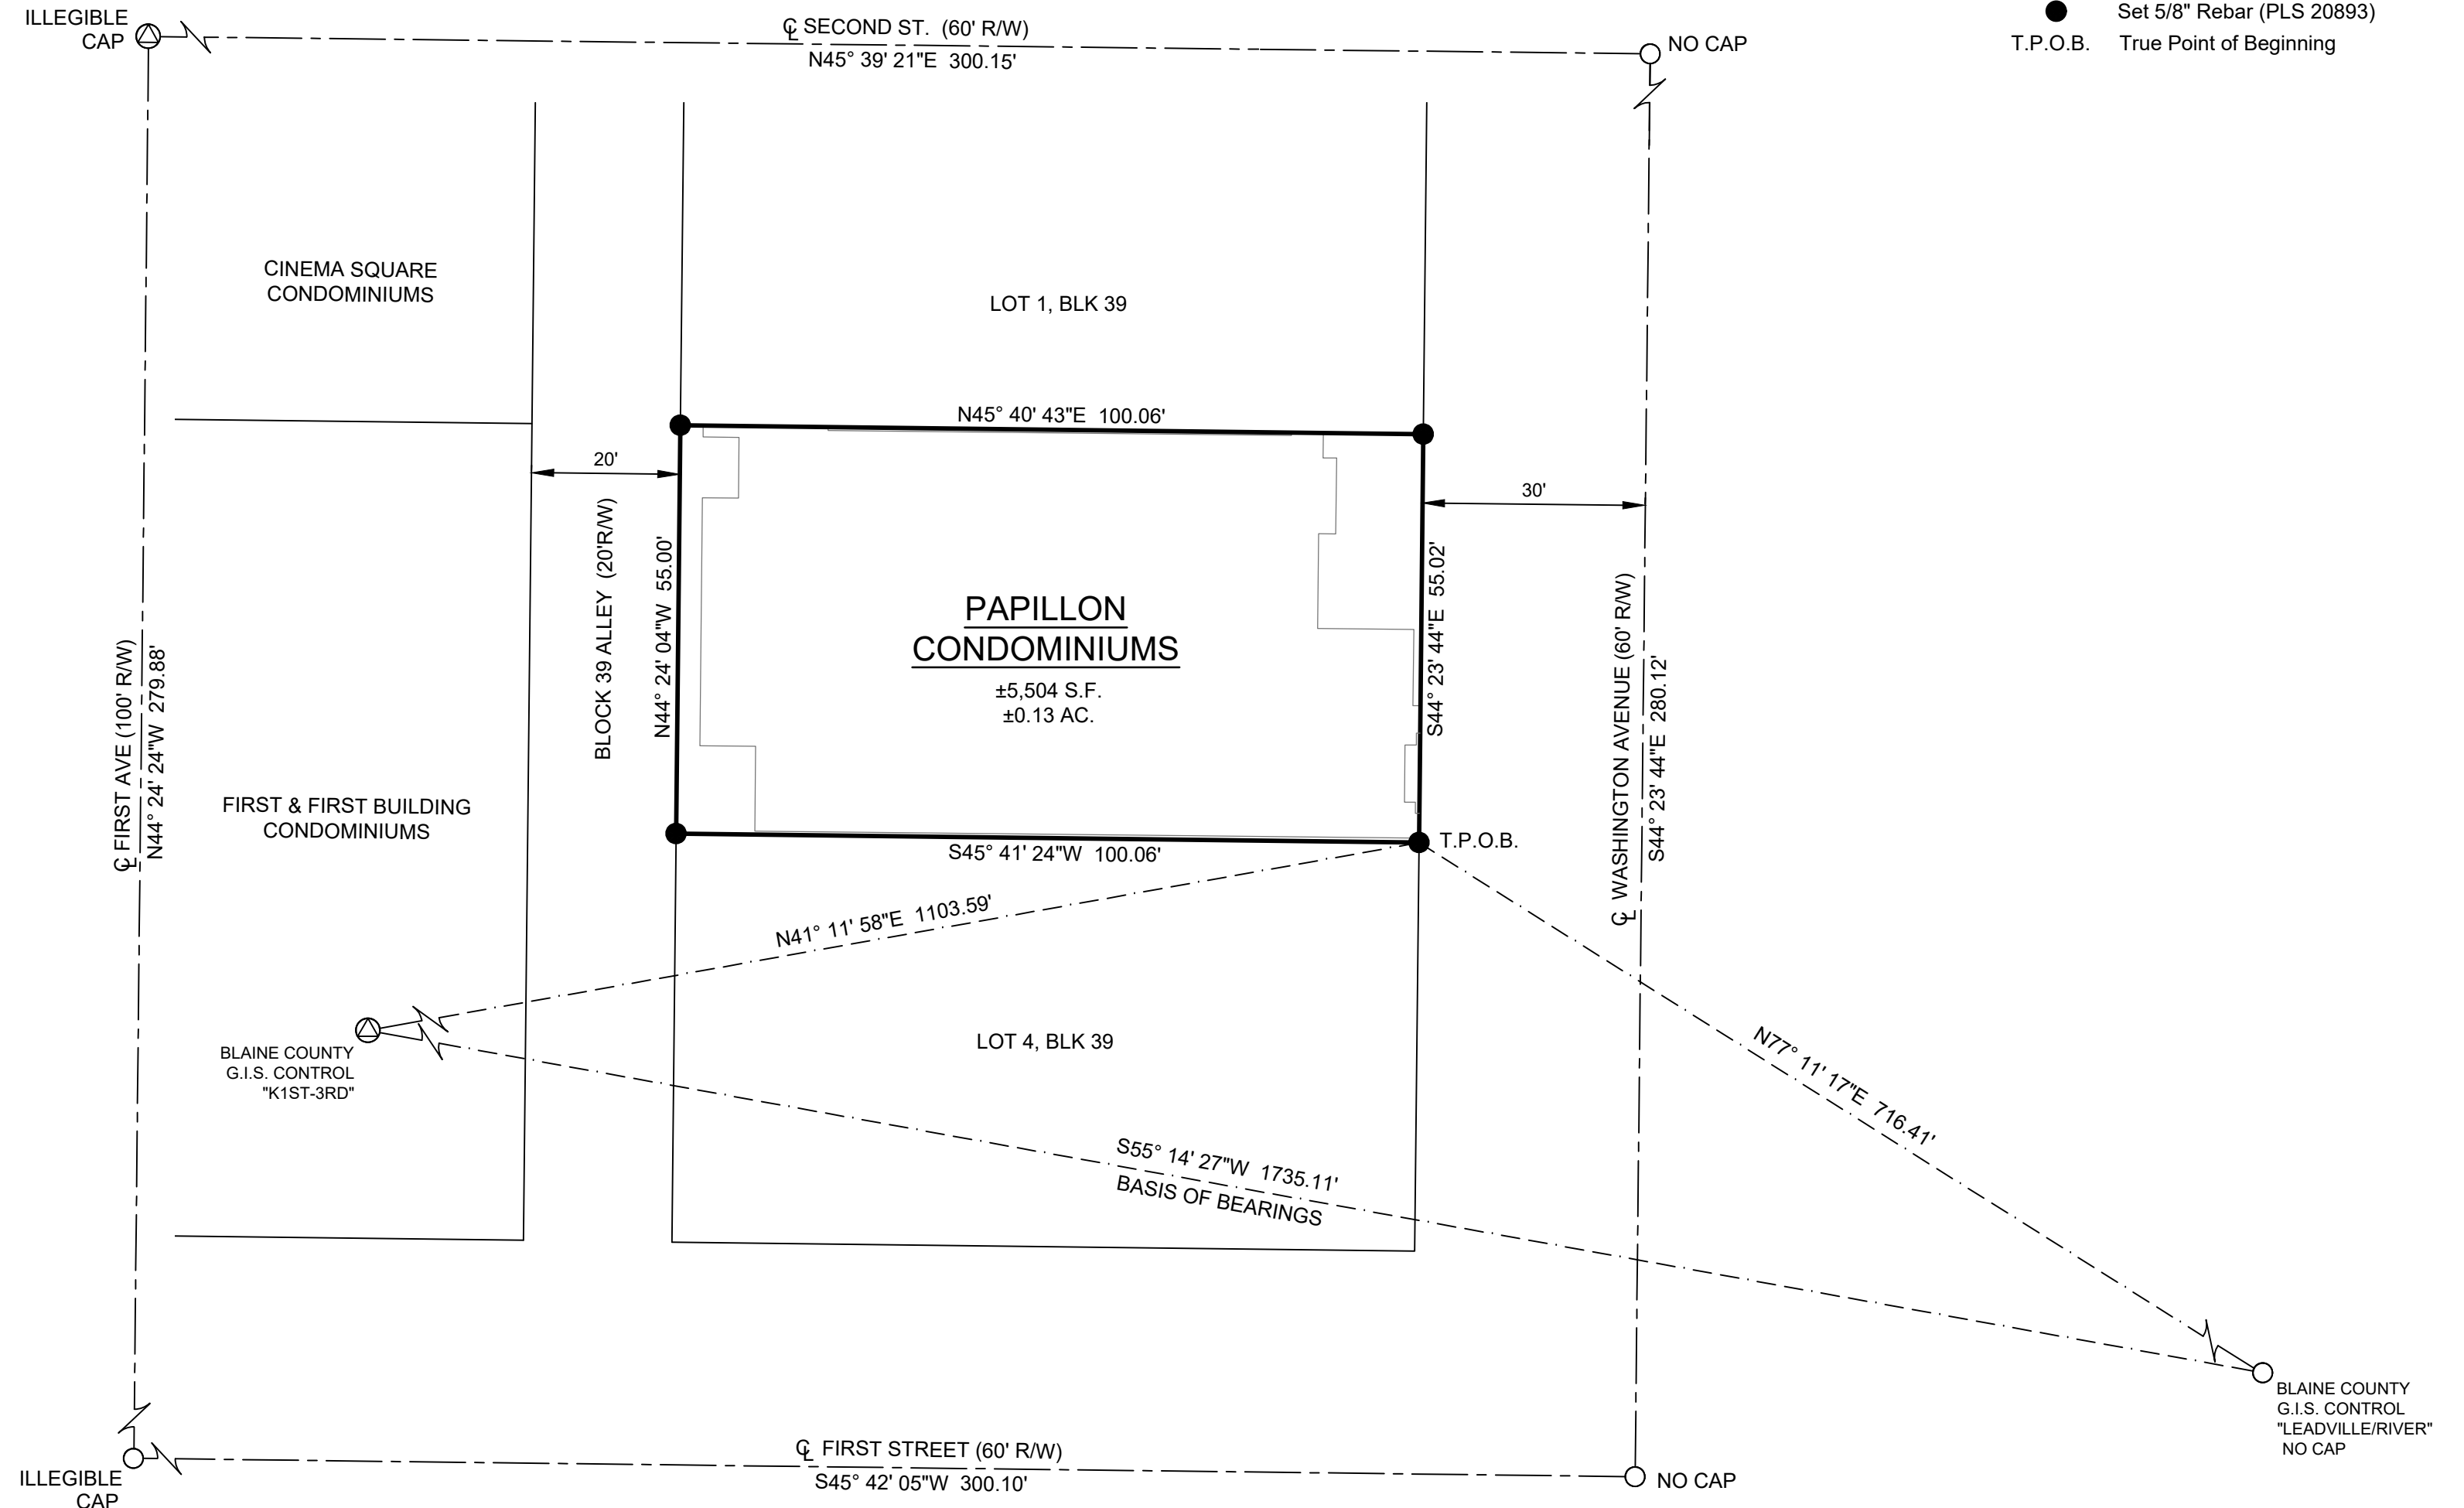 ILLEGIBLE
CAP
℄ SECOND ST. (60' R/W)
N45° 39' 21"E 300.15'
NO CAP
Set 5/8" Rebar (PLS 20893)
T.P.O.B. True Point of Beginning
CINEMA SQUARE
CONDOMINIUMS
LOT 1, BLK 39
N45° 40' 43"E 100.06'
20'
30'
BLOCK 39 ALLEY (20'R/W)
N44° 24' 04"W 55.00'
PAPILLON
CONDOMINIUMS
±5,504 S.F.
±0.13 AC.
S44° 23' 44"E 55.02'
℄ WASHINGTON AVENUE (60' R/W)
S44° 23' 44"E 280.12'
℄ FIRST AVE (100' R/W)
N44° 24' 24"W 279.88'
FIRST & FIRST BUILDING
CONDOMINIUMS
T.P.O.B.
S45° 41' 24"W 100.06'
N41° 11' 58"E 1103.59'
BLAINE COUNTY
G.I.S. CONTROL
"K1ST-3RD"
LOT 4, BLK 39
N77° 11' 17"E 716.41'
S55° 14' 27"W 1735.11'
BASIS OF BEARINGS
BLAINE COUNTY
G.I.S. CONTROL
"LEADVILLE/RIVER"
NO CAP
℄ FIRST STREET (60' R/W)
S45° 42' 05"W 300.10'
ILLEGIBLE
CAP
NO CAP